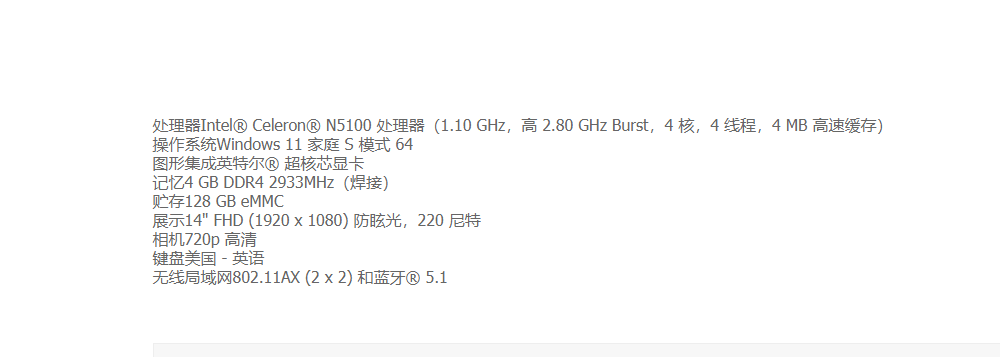 处理器Intel® Celeron® N5100 处理器（1.10 GHz，高 2.80 GHz Burst，4 核，4 线程，4 MB 高速缓存）
操作系统Windows 11 家庭 S 模式 64
图形集成英特尔® 超核芯显卡
记忆4 GB DDR4 2933MHz（焊接）
贮存128 GB eMMC
展示14" FHD (1920 x 1080) 防眩光，220 尼特
相机720p 高清
键盘美国 - 英语
无线局域网802.11AX (2 x 2) 和蓝牙® 5.1